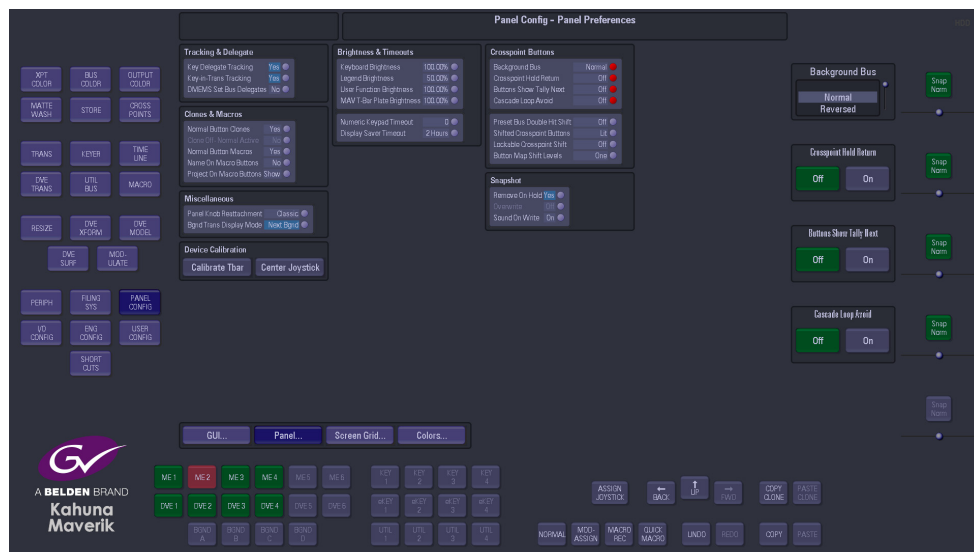 Panel Config - Panel Preferences
Tracking & Delegate
Key Delegate Tracking Yes
Key-in-Trans Tracking Yes
DMEMS Set Bus Delegates No
Clones & Macros
Normal Button Clones Yes
Clone Off - Normal Active No
Normal Button Macros Yes
Name On Macro Buttons No
Project On Macro Buttons Show
Miscellaneous
Panel Knob Reattachment Classic
Bgnd Trans Display Mode Next Bgnd
Device Calibration
Calibrate Tbar Center Joystick
Brightness & Timeouts
Keyboard Brightness 100.00%
Legend Brightness 50.00%
User Function Brightness 100.00%
MAV T-Bar Plate Brightness 100.00%
Numeric Keypad Timeout 0
Display Saver Timeout 2 Hours
Crosspoint Buttons
Background Bus Normal
Crosspoint Hold Return Off
Buttons Show Tally Next Off
Cascade Loop Avoid Off
Preset Bus Double Hit Shift Off
Shifted Crosspoint Buttons Lit
Lockable Crosspoint Shift Off
Button Map Shift Levels One
Snapshot
Remove On Hold Yes
Overwrite Off
Sound On Write On
XPT COLOR
BUS COLOR
OUTPUT COLOR
MATTE WASH
STORE
CROSS POINTS
TRANS
KEYER
TIME LINE
DVE TRANS
UTIL BUS
MACRO
RESIZE
DVE XFORM
DVE MODEL
DVE SURF
MOD- ULATE
PERIPH
FILING SYS
PANEL CONFIG
I/O CONFIG
ENG CONFIG
USER CONFIG
SHORT CUTS
Background Bus
Normal
Reversed
Snap Norm
Crosspoint Hold Return
Off On
Snap Norm
Buttons Show Tally Next
Off On
Snap Norm
Cascade Loop Avoid
Off On
Snap Norm
Snap Norm
GUI... Panel... Screen Grid... Colors...
GV
A BELDEN BRAND
Kahuna
Maverik
ME 1 ME 2 ME 3 ME 4 ME 5 ME 6
DVE 1 DVE 2 DVE 3 DVE 4 DVE 5 DVE 6
BGND A BGND B BGND C BGND D
KEY 1 KEY 2 KEY 3 KEY 4
UTIL 1 UTIL 2 UTIL 3 UTIL 4
ASSIGN JOYSTICK
← BACK
↑ UP
→ FWD
COPY CLONE
PASTE CLONE
NORMAL
MOD- ASSIGN
MACRO REC
QUICK MACRO
UNDO
REDO
COPY
PASTE